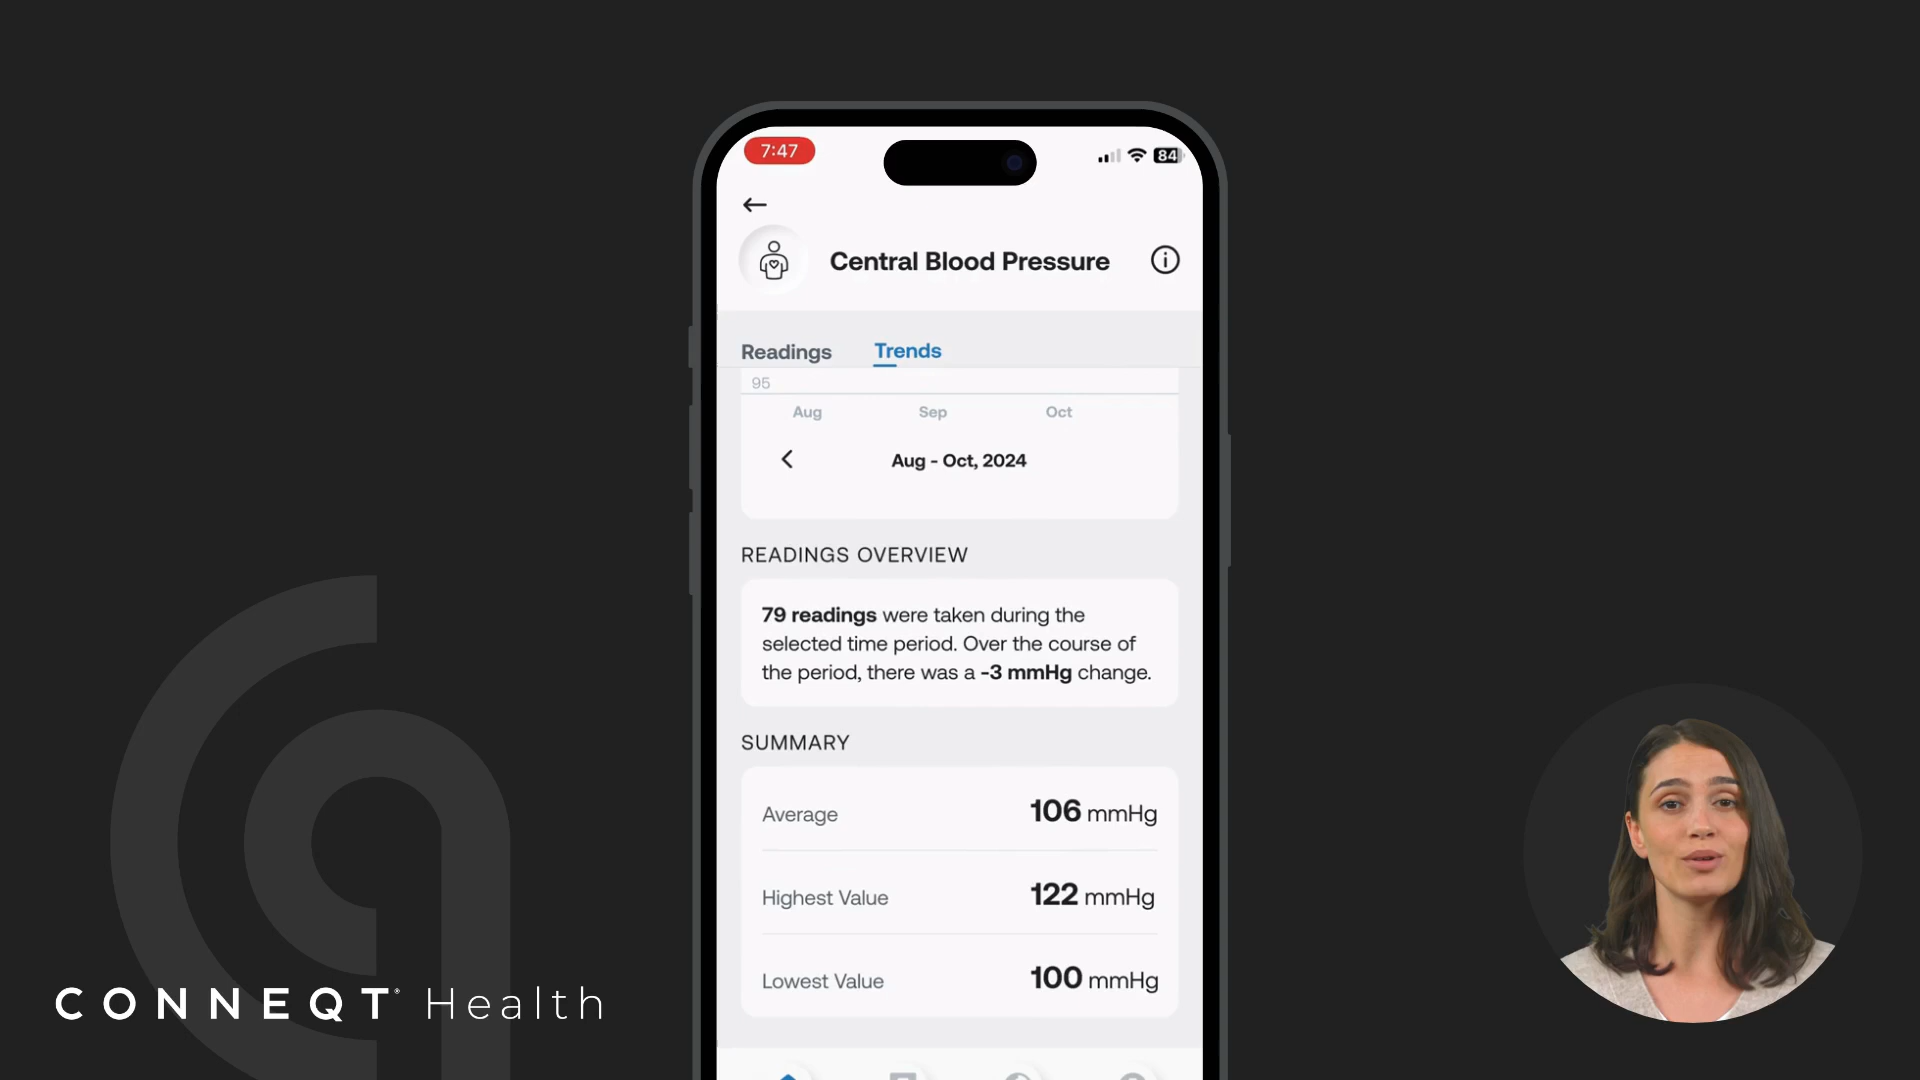 7:47
84
Central Blood Pressure
Readings
Trends
95
Aug
Sep
Oct
Aug - Oct, 2024
READINGS OVERVIEW
79 readings were taken during the
selected time period. Over the course of
the period, there was a -3 mmHg change.
SUMMARY
Average
106 mmHg
Highest Value
122 mmHg
Lowest Value
100 mmHg
CONNEQT Health